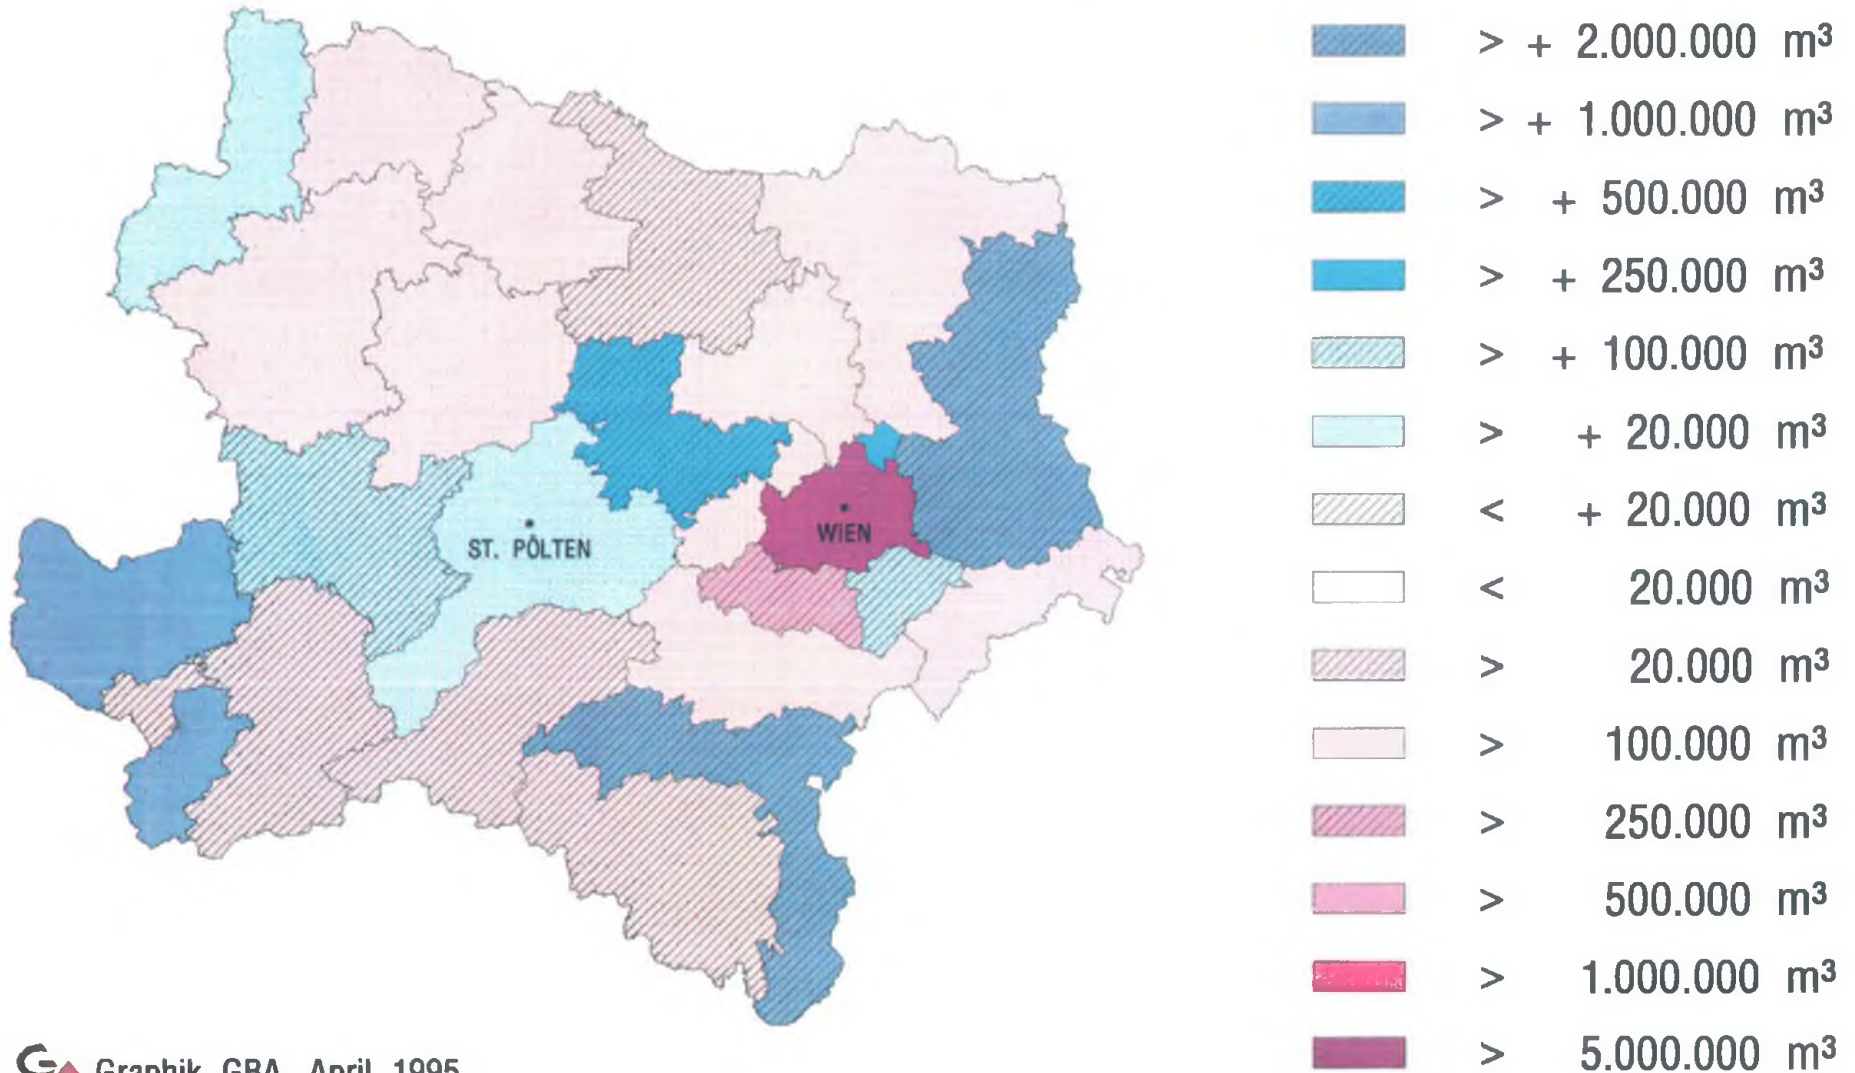 > + 2.000.000 m³
> + 1.000.000 m³
> + 500.000 m³
> + 250.000 m³
> + 100.000 m³
> + 20.000 m³
< + 20.000 m³
< 20.000 m³
> 20.000 m³
> 100.000 m³
> 250.000 m³
> 500.000 m³
> 1.000.000 m³
> 5.000.000 m³
WIEN
ST. PÖLTEN
Graphik GBA April 1995